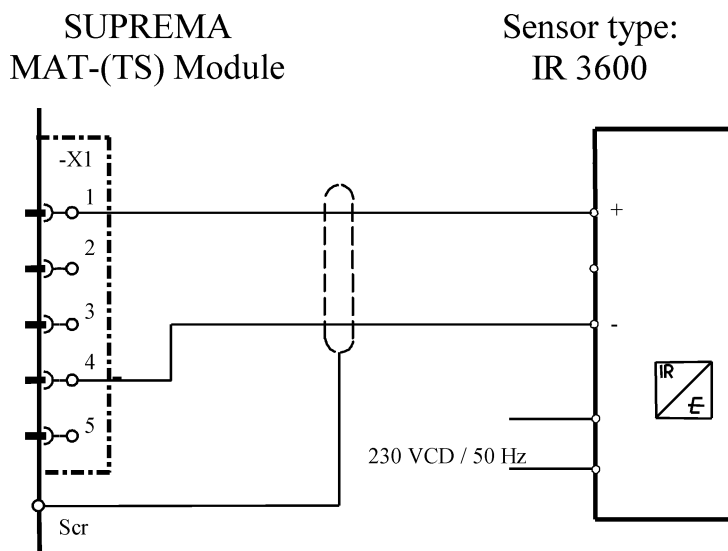 SUPREMA
MAT-(TS) Module
Sensor type:
IR 3600
-X1
1
+
2
3
-
4
IR
E
5
230 VCD / 50 Hz
Scr